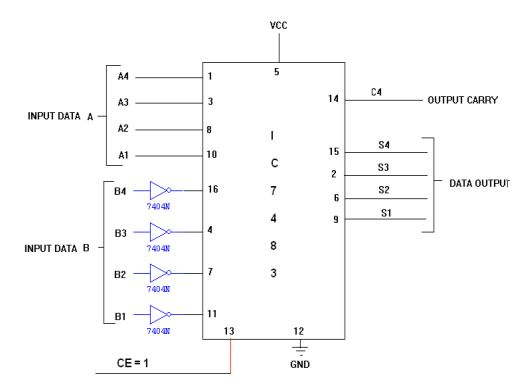 VCC
5
A4 1
A3 3
INPUT DATA A
A2 8
A1 10
14 C4 OUTPUT CARRY
15 S4
2 S3
6 S2
9 S1
DATA OUTPUT
I
C
7
4
8
3
B4 16
7404N
B3 4
7404N
INPUT DATA B
B2 7
7404N
B1 11
7404N
13 12
CE = 1
GND